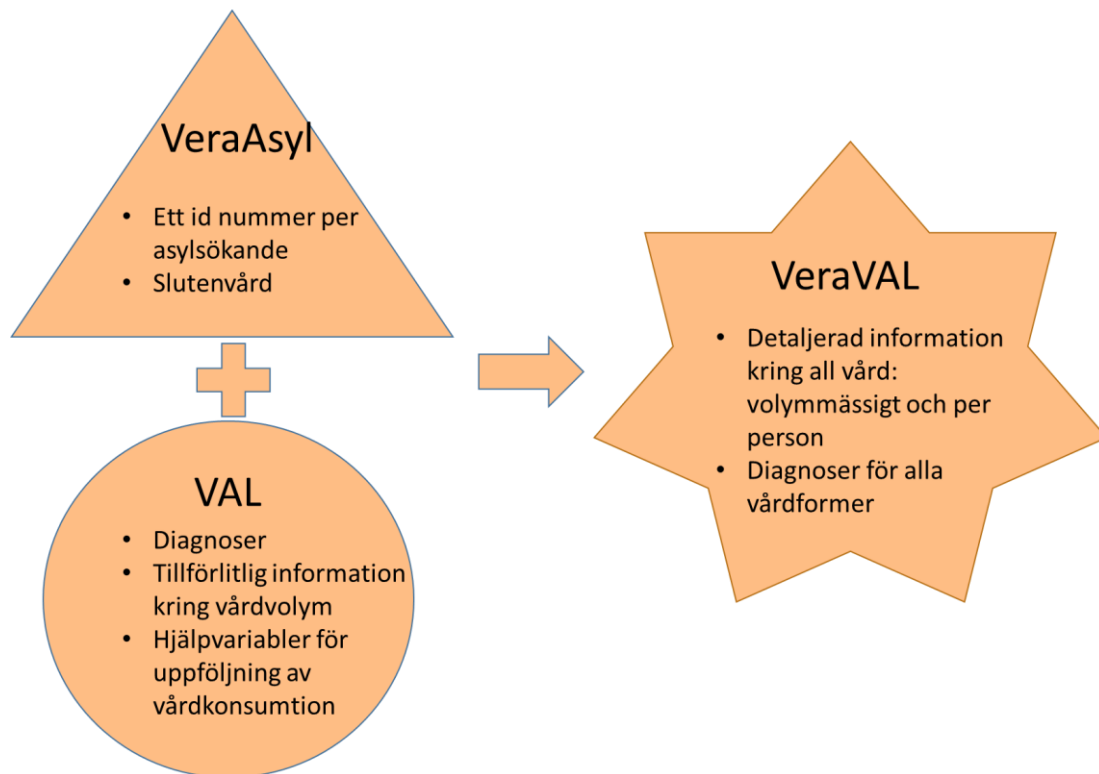 VeraAsyl
• Ett id nummer per
asylsökande
• Slutenvård
VAL
• Diagnoser
• Tillförlitlig information
kring vårdvolym
• Hjälpvariabler för
uppföljning av
vårdkonsumtion
VeraVAL
• Detaljerad information
kring all vård:
volymmässigt och per
person
• Diagnoser för alla
vårdformer